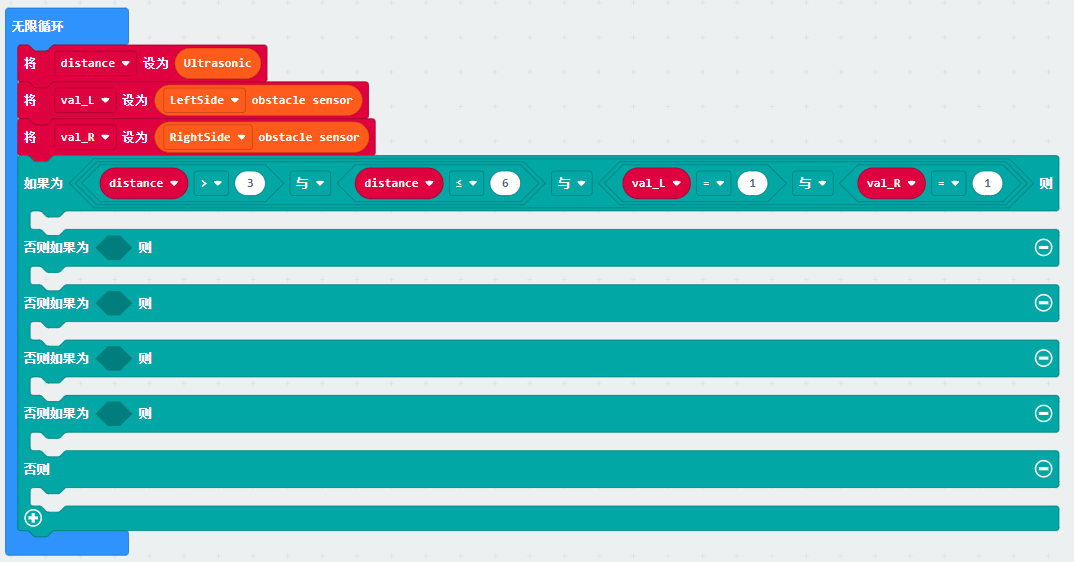 无限循环
将 distance 设为 Ultrasonic
将 val_L 设为 LeftSide obstacle sensor
将 val_R 设为 RightSide obstacle sensor
如果为 distance > 3 与 distance ≤ 6 与 val_L = 1 与 val_R = 1 则
否则如果为 则
否则如果为 则
否则如果为 则
否则如果为 则
否则